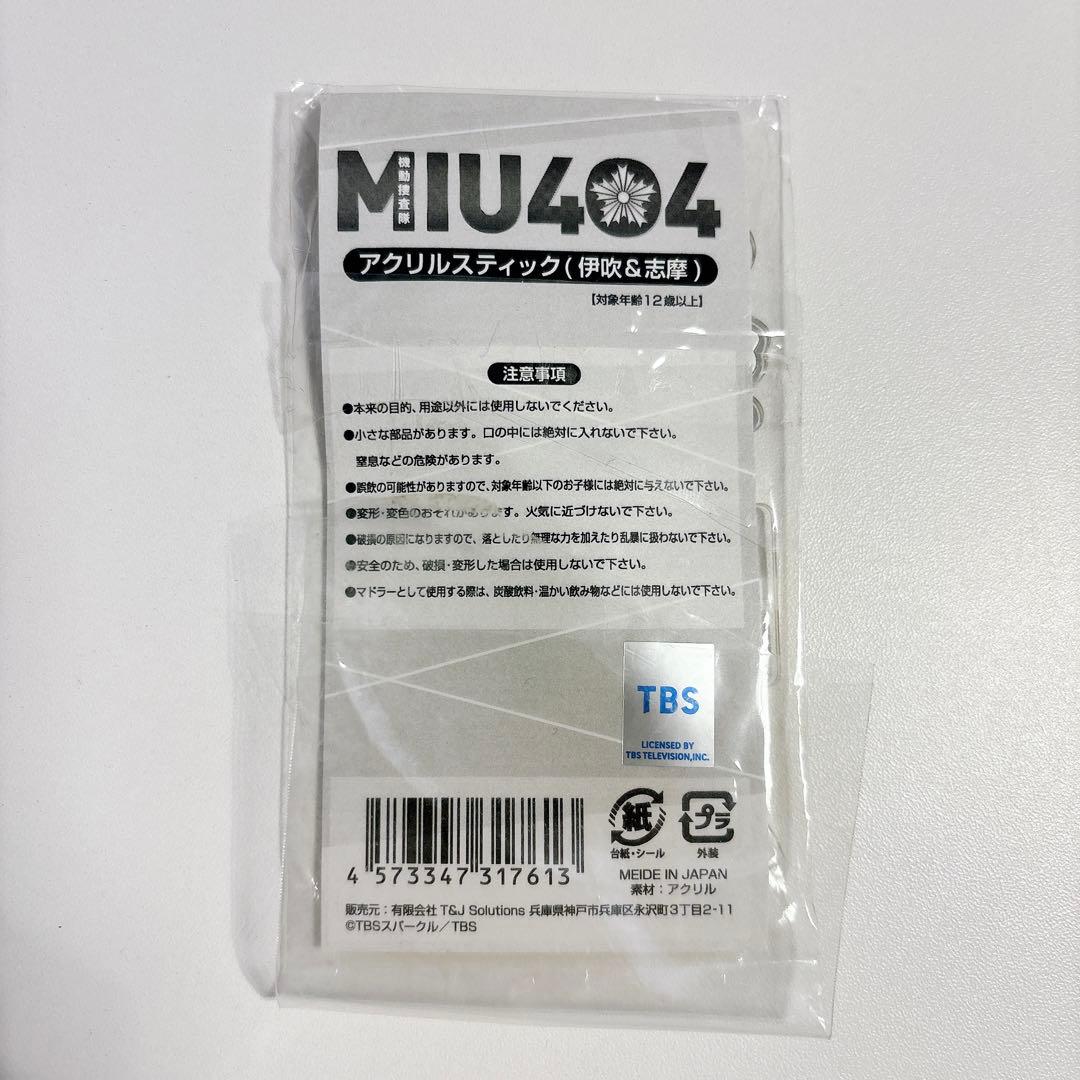 MIU404
機動捜査隊
アクリルスティック(伊吹&志摩)
【対象年齢12歳以上】
注意事項
●本来の目的、用途以外には使用しないでください。
●小さな部品があります。口の中には絶対に入れないで下さい。
窒息などの危険があります。
●誤飲の可能性がありますので、対象年齢以下のお子様には絶対に与えないで下さい。
●変形・変色のおそれがあります。火気に近づけないで下さい。
●破損の原因になりますので、落としたり無理な力を加えたり乱暴に扱わないで下さい。
●安全のため、破損・変形した場合は使用しないで下さい。
●マドラーとして使用する際は、炭酸飲料・温かい飲み物などには使用しないで下さい。
TBS
LICENSED BY
TBS TELEVISION,INC.
紙
台紙・シール
プラ
外装
4 573347 317613
MEIDE IN JAPAN
素材：アクリル
販売元：有限会社 T&J Solutions 兵庫県神戸市兵庫区永沢町3丁目2-11
©TBSスパークル／TBS